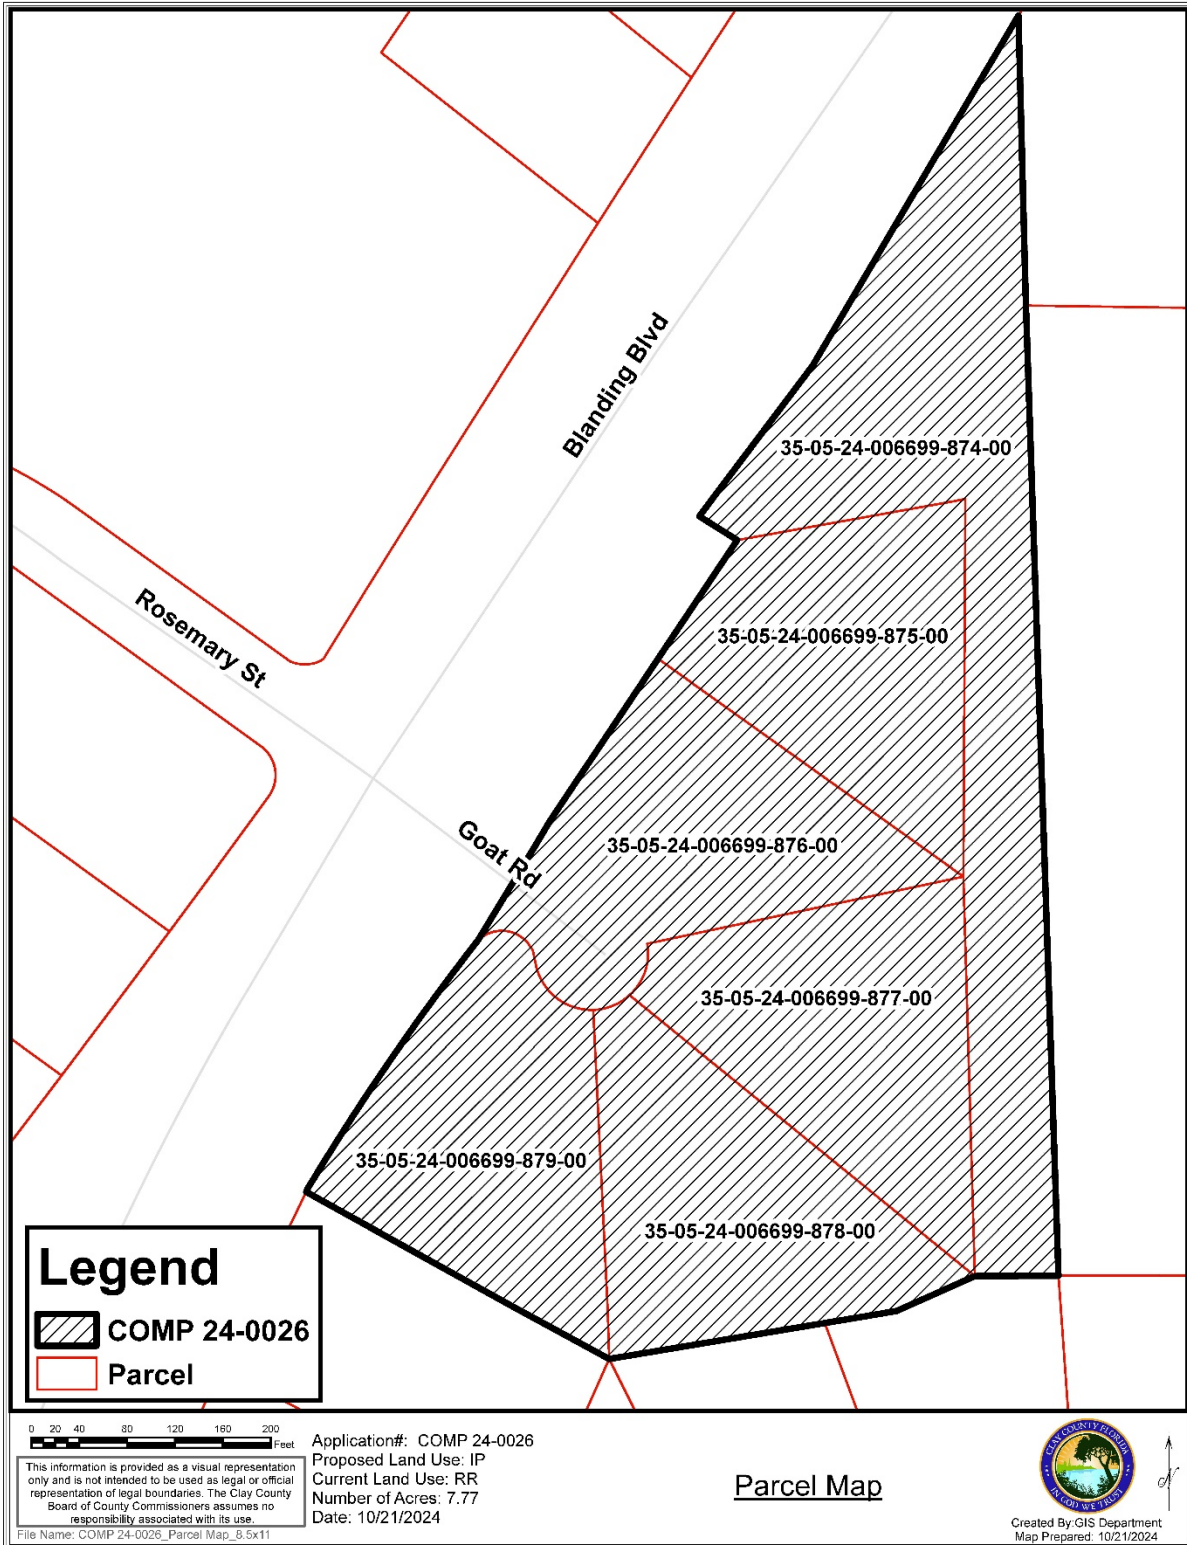 Blanding Blvd
35-05-24-006699-874-00
Rosemary St
35-05-24-006699-875-00
Goat Rd
35-05-24-006699-876-00
35-05-24-006699-877-00
35-05-24-006699-879-00
35-05-24-006699-878-00
Legend
COMP 24-0026
Parcel
0 20 40 80 120 160 200
Feet
This information is provided as a visual representation
only and is not intended to be used as legal or official
representation of legal boundaries. The Clay County
Board of County Commissioners assumes no
responsibility associated with its use.
File Name: COMP 24-0026_Parcel Map_8.5x11
Application#: COMP 24-0026
Proposed Land Use: IP
Current Land Use: RR
Number of Acres: 7.77
Date: 10/21/2024
Parcel Map
CLAY COUNTY FLORIDA
IN GOD WE TRUST
N
Created By:GIS Department
Map Prepared: 10/21/2024